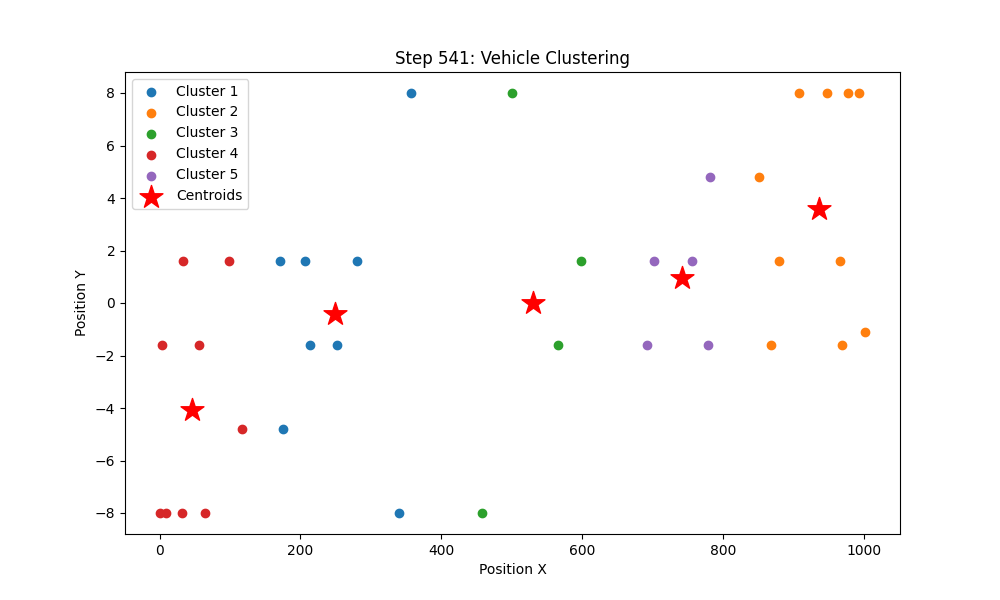 Step 541: Vehicle Clustering
Cluster 1
Cluster 2
Cluster 3
Cluster 4
Cluster 5
Centroids
Position Y
8
6
4
2
0
−2
−4
−6
−8
0 200 400 600 800 1000
Position X